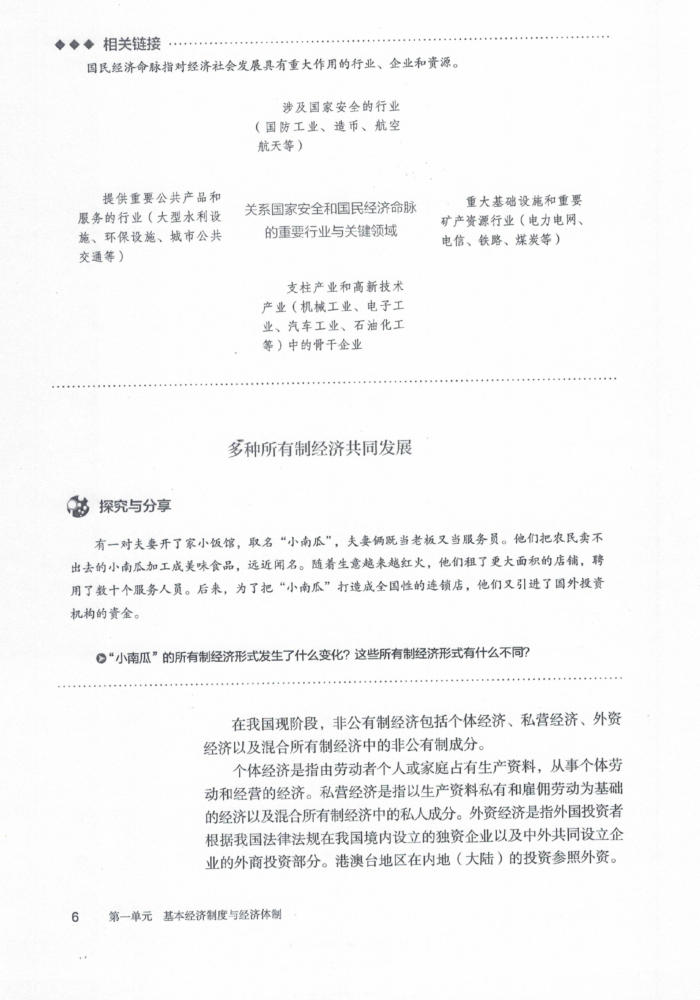 相关链接
国民经济命脉指对经济社会发展具有重大作用的行业、企业和资源。
涉及国家安全的行业
（国防工业、造币、航空
航天等）
提供重要公共产品和
服务的行业（大型水利设
施、环保设施、城市公共
交通等）
关系国家安全和国民经济命脉
的重要行业与关键领域
重大基础设施和重要
矿产资源行业（电力电网、
电信、铁路、煤炭等）
支柱产业和高新技术
产业（机械工业、电子工
业、汽车工业、石油化工
等）中的骨干企业
多种所有制经济共同发展
探究与分享
有一对夫妻开了家小饭馆，取名“小南瓜”，夫妻俩既当老板又当服务员。他们把农民卖不
出去的小南瓜加工成美味食品，远近闻名。随着生意越来越红火，他们租了更大面积的店铺，聘
用了数十个服务人员。后来，为了把“小南瓜”打造成全国性的连锁店，他们又引进了国外投资
机构的资金。
“小南瓜”的所有制经济形式发生了什么变化？这些所有制经济形式有什么不同？
在我国现阶段，非公有制经济包括个体经济、私营经济、外资
经济以及混合所有制经济中的非公有制成分。
个体经济是指由劳动者个人或家庭占有生产资料，从事个体劳
动和经营的经济。私营经济是指以生产资料私有和雇佣劳动为基础
的经济以及混合所有制经济中的私人成分。外资经济是指外国投资者
根据我国法律法规在我国境内设立的独资企业以及中外共同设立企
业的外商投资部分。港澳台地区在内地（大陆）的投资参照外资。
6 第一单元 基本经济制度与经济体制